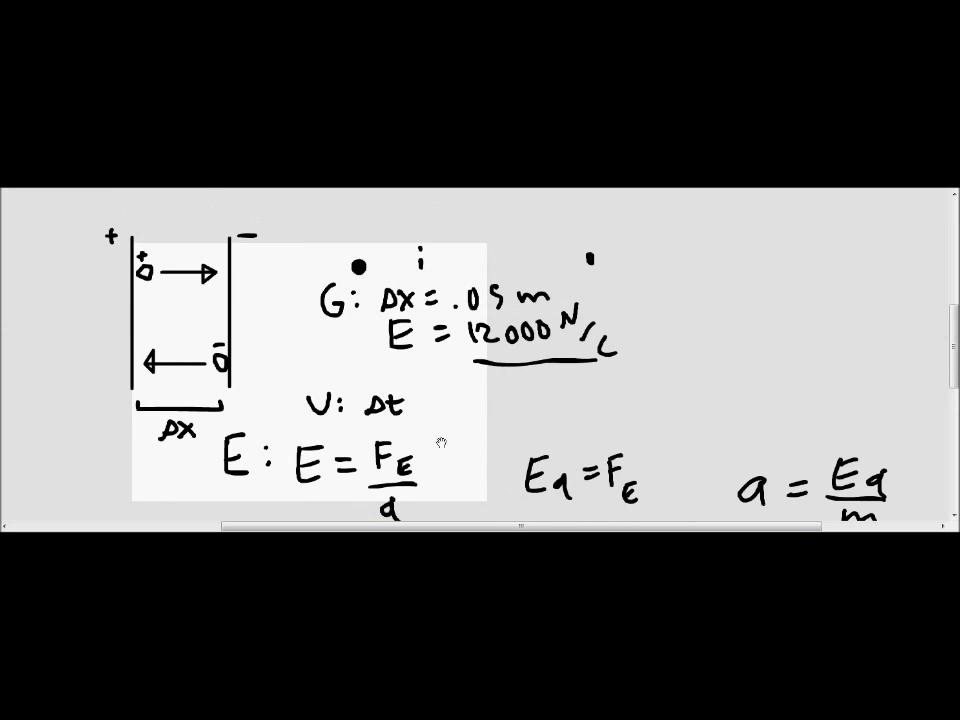 + −
+
G: Δx = .05 m
E = 12000 N/C
−
U: Δt
Δx
E: E = F_E / q
Eq = F_E
a = Eq / m